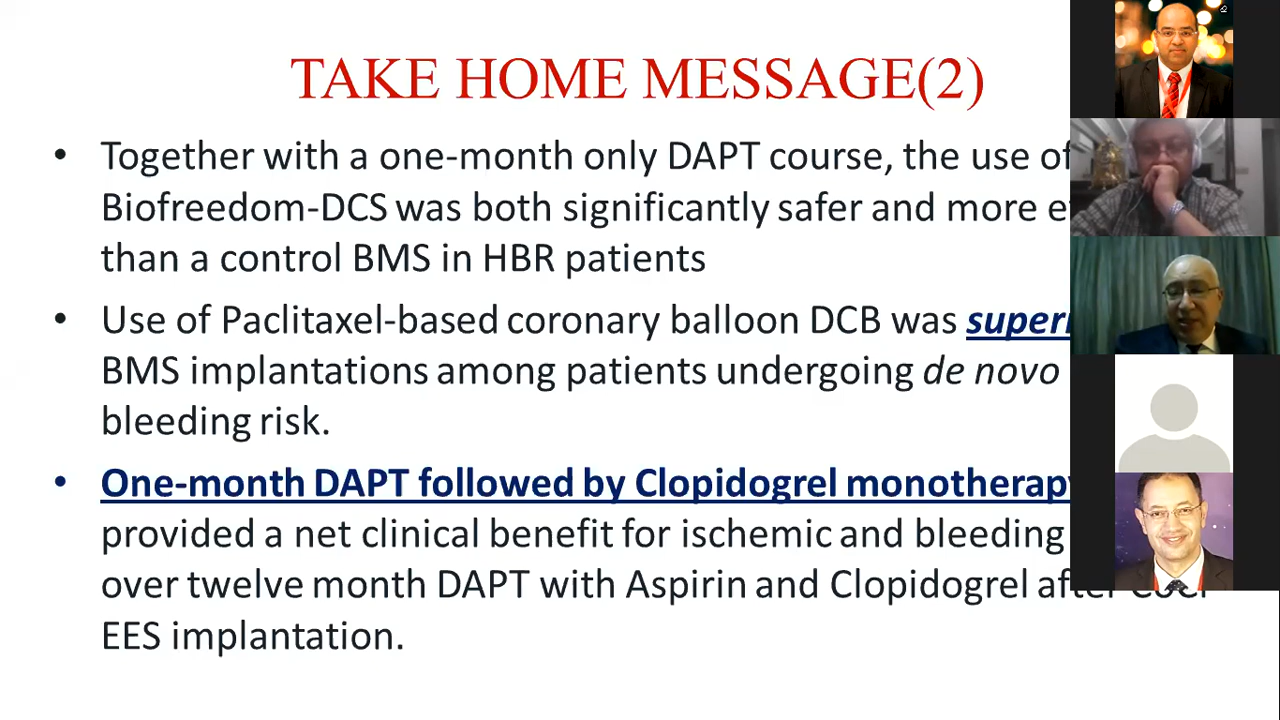 TAKE HOME MESSAGE(2)
• Together with a one-month only DAPT course, the use of
Biofreedom-DCS was both significantly safer and more
than a control BMS in HBR patients
• Use of Paclitaxel-based coronary balloon DCB was
BMS implantations among patients undergoing de novo
bleeding risk.
• One-month DAPT followed by Clopidogrel monotherapy
provided a net clinical benefit for ischemic and bleeding
over twelve month DAPT with Aspirin and Clopidogrel after CoCr
EES implantation.